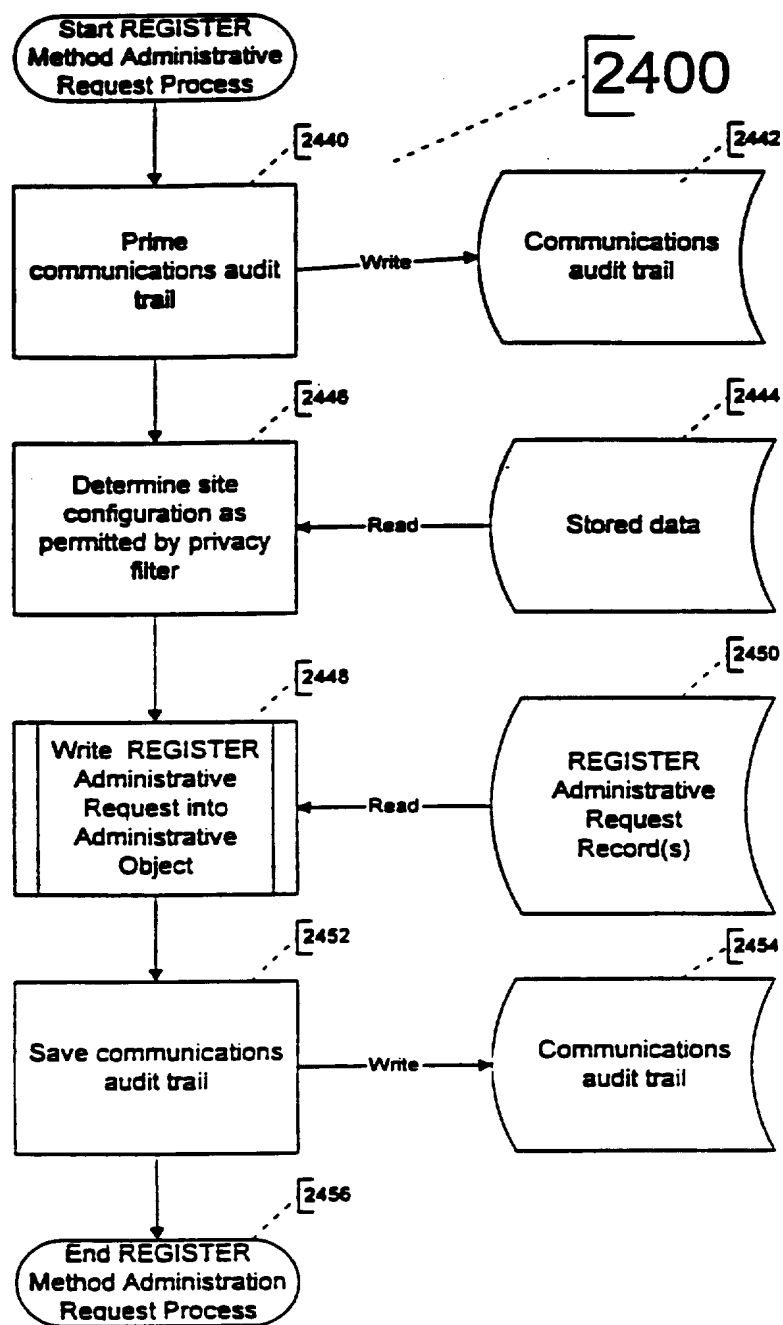 Start REGISTER
Method Administrative
Request Process
2400
2440
2442
Prime
communications audit
trail
Write
Communications
audit trail
2446
2444
Determine site
configuration as
permitted by privacy
filter
Read
Stored data
2448
2450
Write REGISTER
Administrative
Request into
Administrative
Object
Read
REGISTER
Administrative
Request
Record(s)
2452
2454
Save communications
audit trail
Write
Communications
audit trail
2456
End REGISTER
Method Administration
Request Process